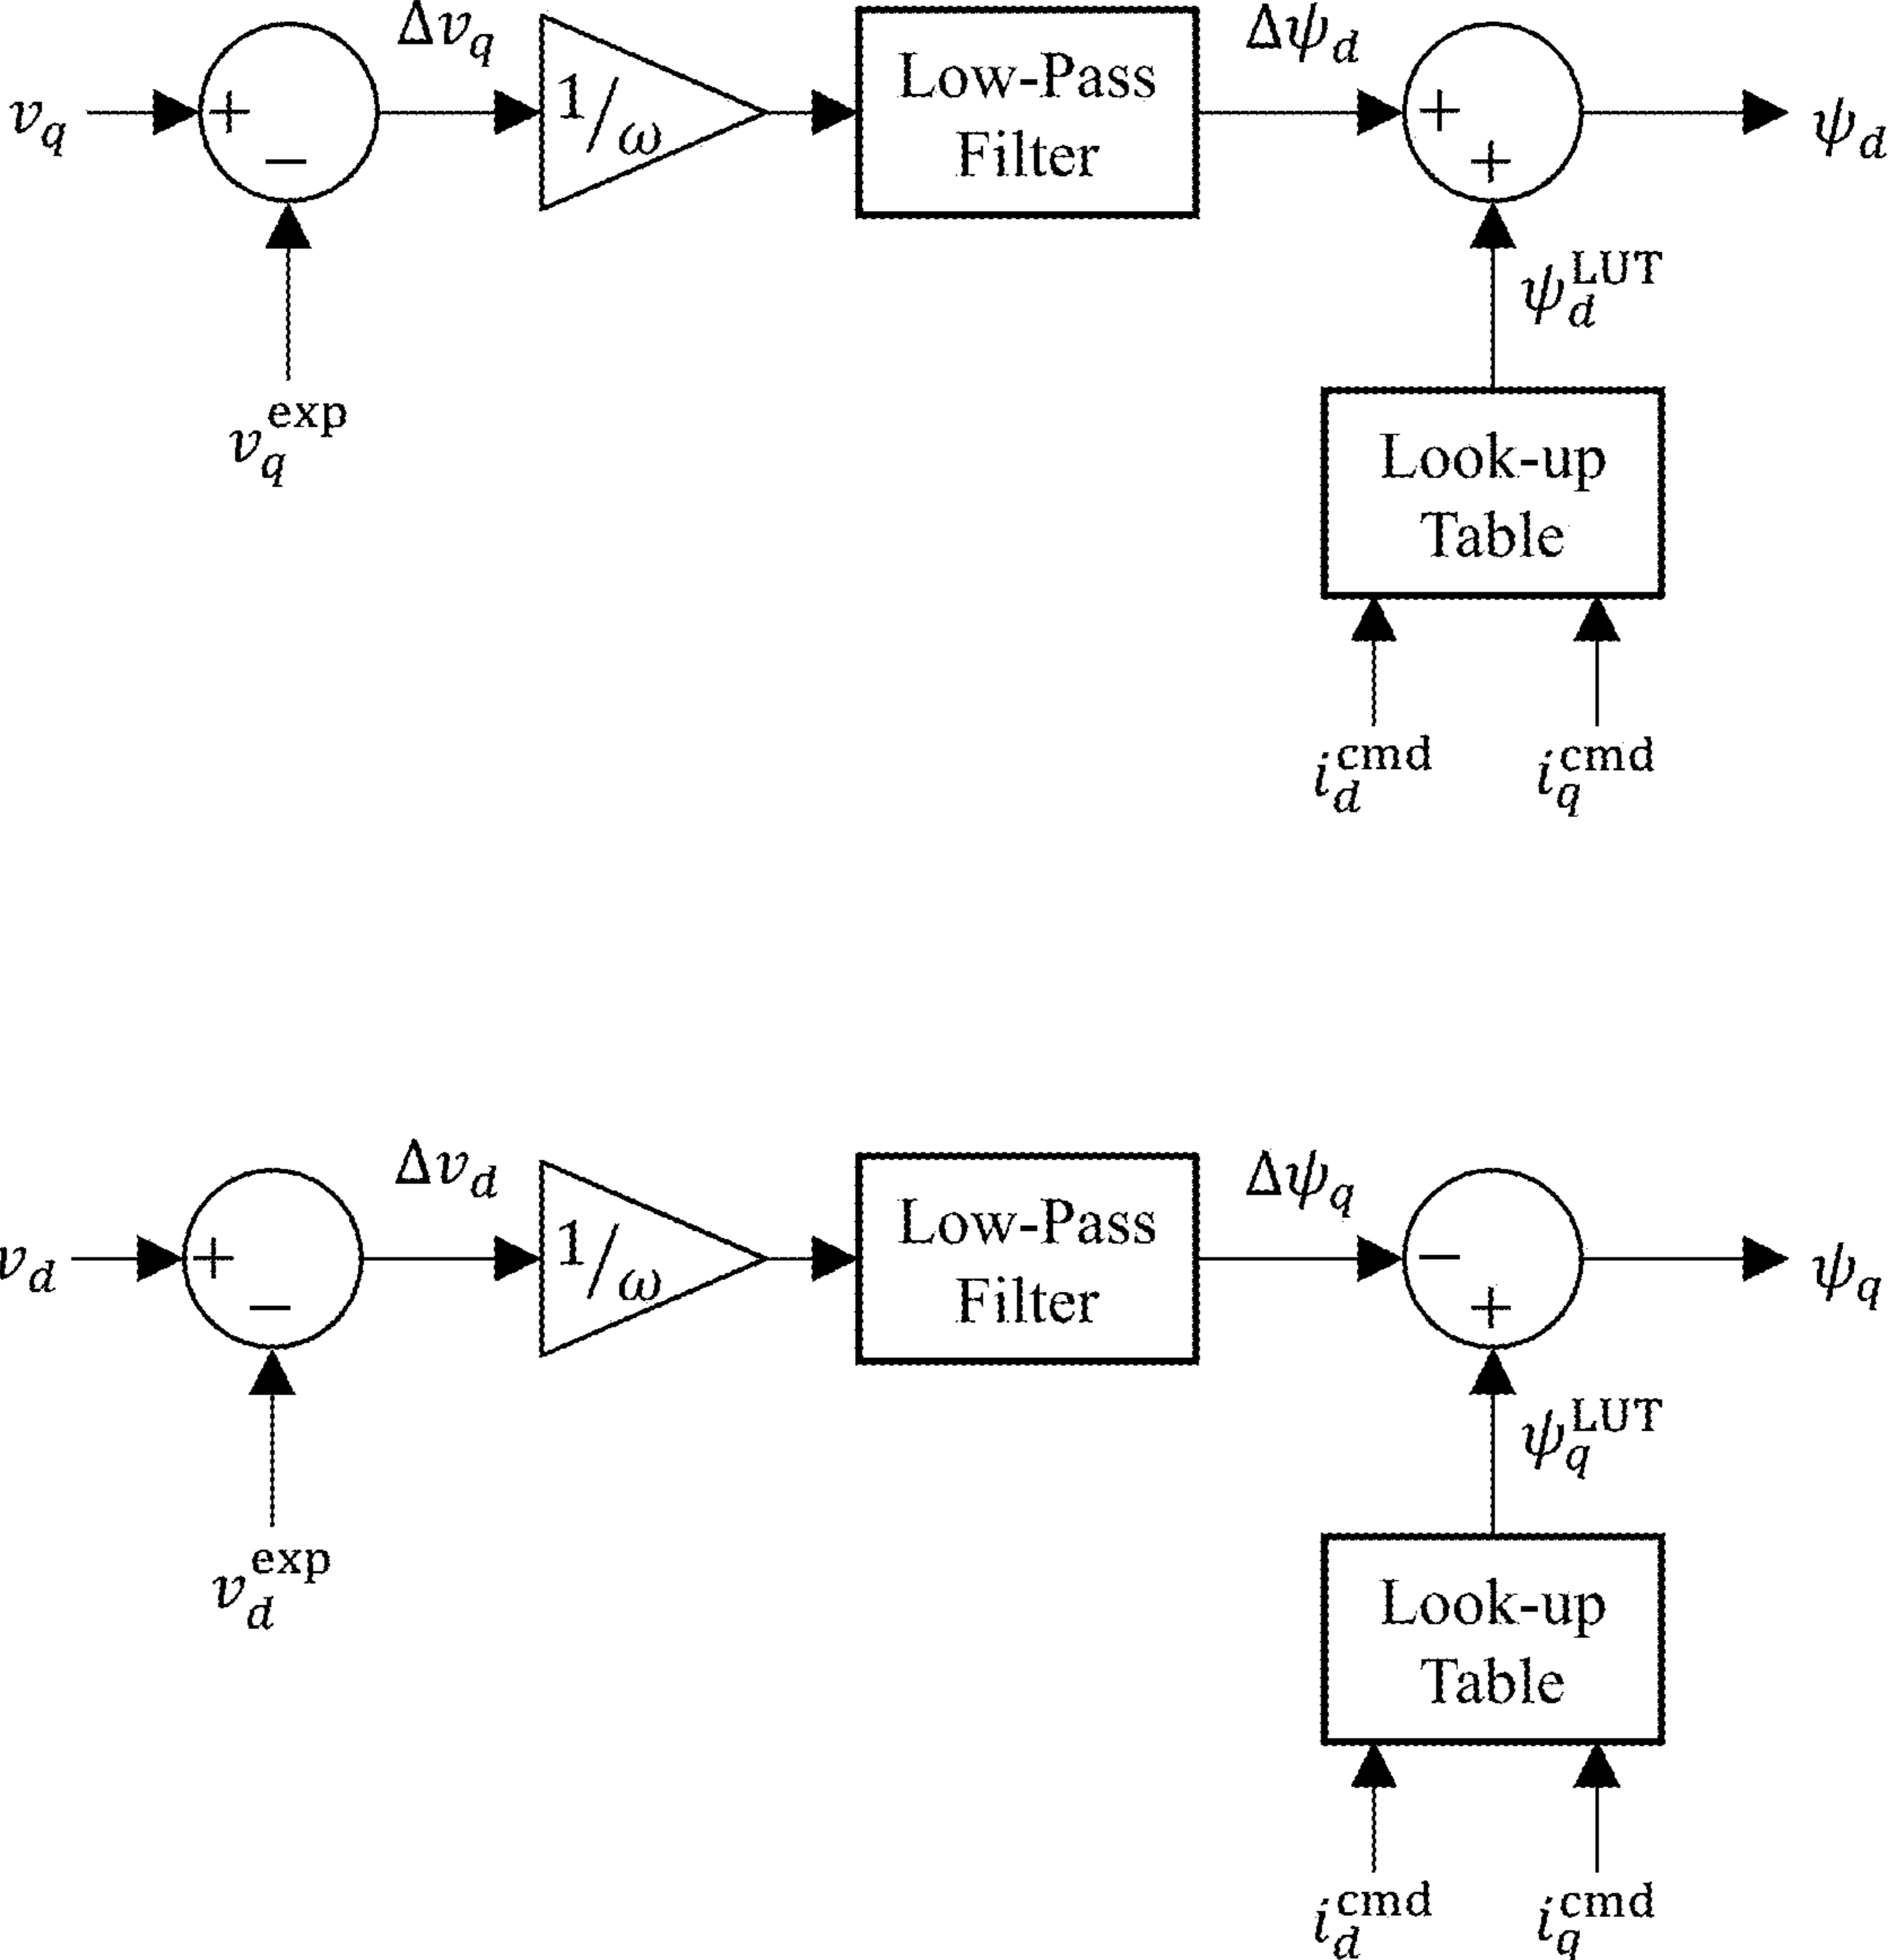 Δv_q
Δψ_d
v_q
+
−
1/ω
Low-Pass
Filter
+
+
ψ_d
v_q^exp
ψ_d^LUT
Look-up
Table
i_d^cmd
i_q^cmd
Δv_d
Δψ_q
v_d
+
−
1/ω
Low-Pass
Filter
−
+
ψ_q
v_d^exp
ψ_q^LUT
Look-up
Table
i_d^cmd
i_q^cmd